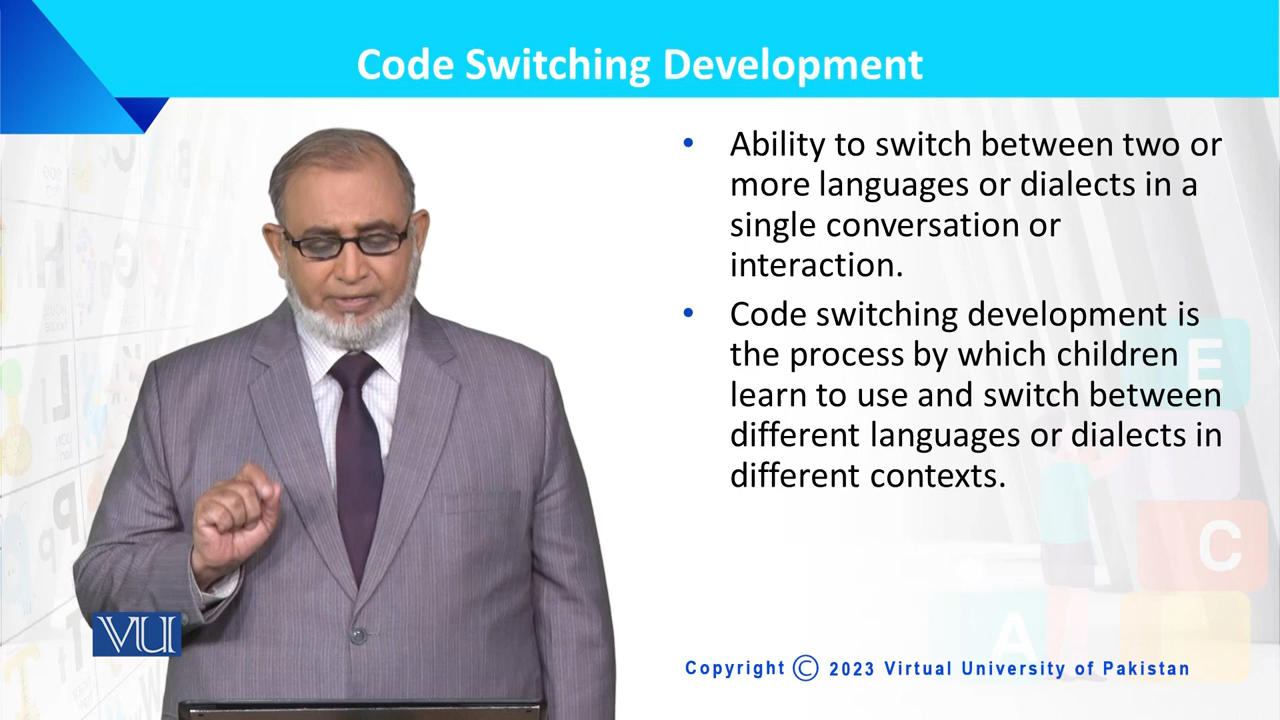 Code Switching Development
• Ability to switch between two or
more languages or dialects in a
single conversation or
interaction.
• Code switching development is
the process by which children
learn to use and switch between
different languages or dialects in
different contexts.
E
C
A
VU
Copyright © 2023 Virtual University of Pakistan